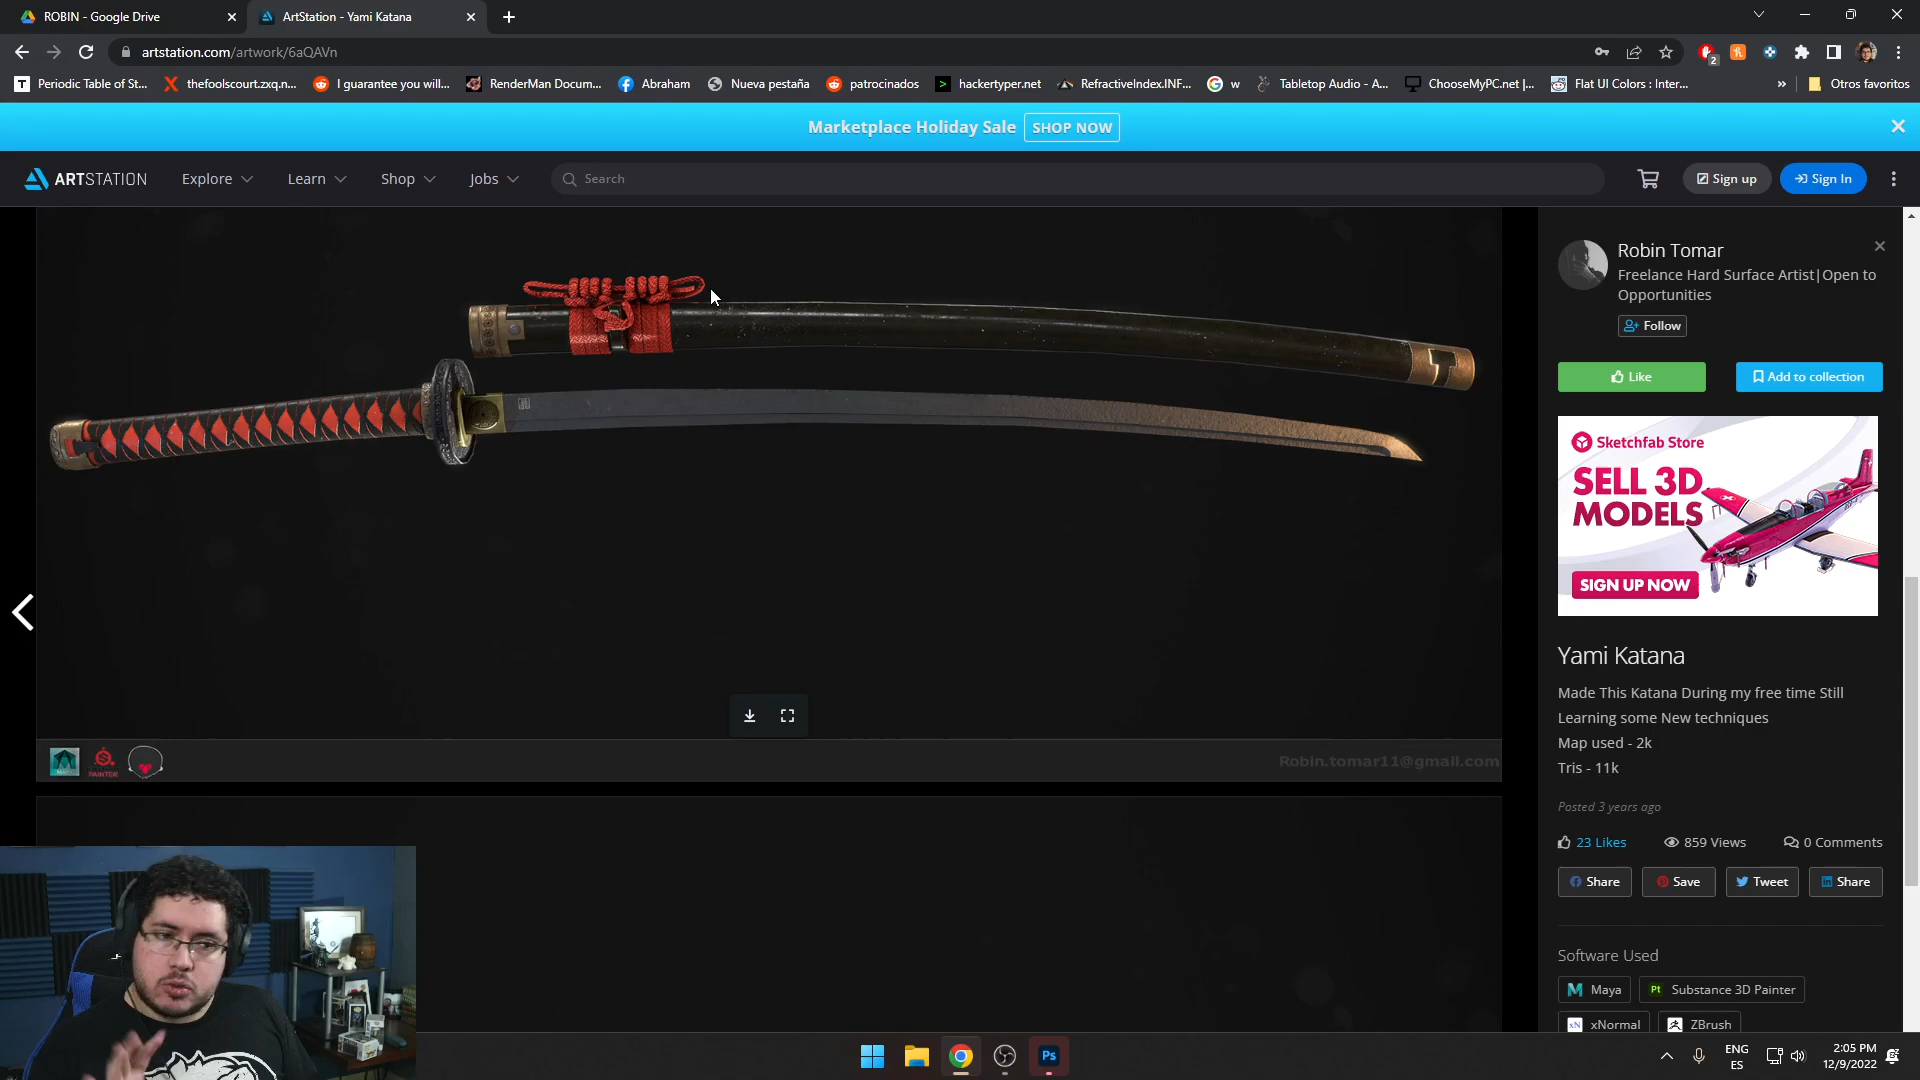 ROBIN - Google Drive
ArtStation - Yami Katana
artstation.com/artwork/6aQAVn
2
T Periodic Table of St...
thefoolscourt.zxq.n...
I guarantee you will...
RenderMan Docum...
Abraham
Nueva pestaña
patrocinados
hackertyper.net
RefractiveIndex.INF...
w
Tabletop Audio - A...
ChooseMyPC.net |...
Flat UI Colors : Inter...
»
Otros favoritos
Marketplace Holiday Sale SHOP NOW
ARTSTATION
Explore
Learn
Shop
Jobs
Search
Sign up
Sign In
Robin Tomar
Freelance Hard Surface Artist|Open to
Opportunities
Follow
Like
Add to collection
Sketchfab Store
SELL 3D
MODELS
SIGN UP NOW
Yami Katana
Made This Katana During my free time Still
Learning some New techniques
Map used - 2k
Tris - 11k
Posted 3 years ago
23 Likes
859 Views
0 Comments
Share
Save
Tweet
Share
Software Used
Maya
Pt Substance 3D Painter
xN xNormal
ZBrush
PAINTER
Robin.tomar11@gmail.com
Ps
ENG
ES
2:05 PM
12/9/2022